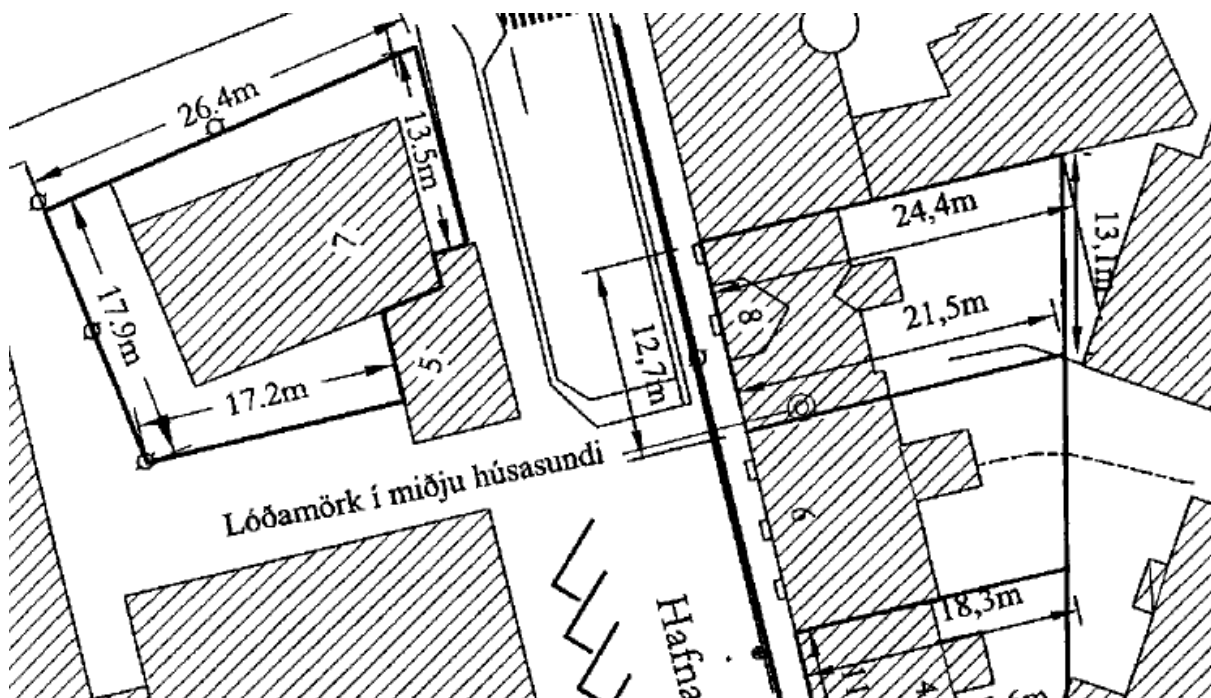 26.4m
13.5m
7
24,4m
13,1m
17.9m
8
21,5m
12,7m
5
17.2m
Lóðamörk í miðju húsasundi
6
Hafna
18,3m
4